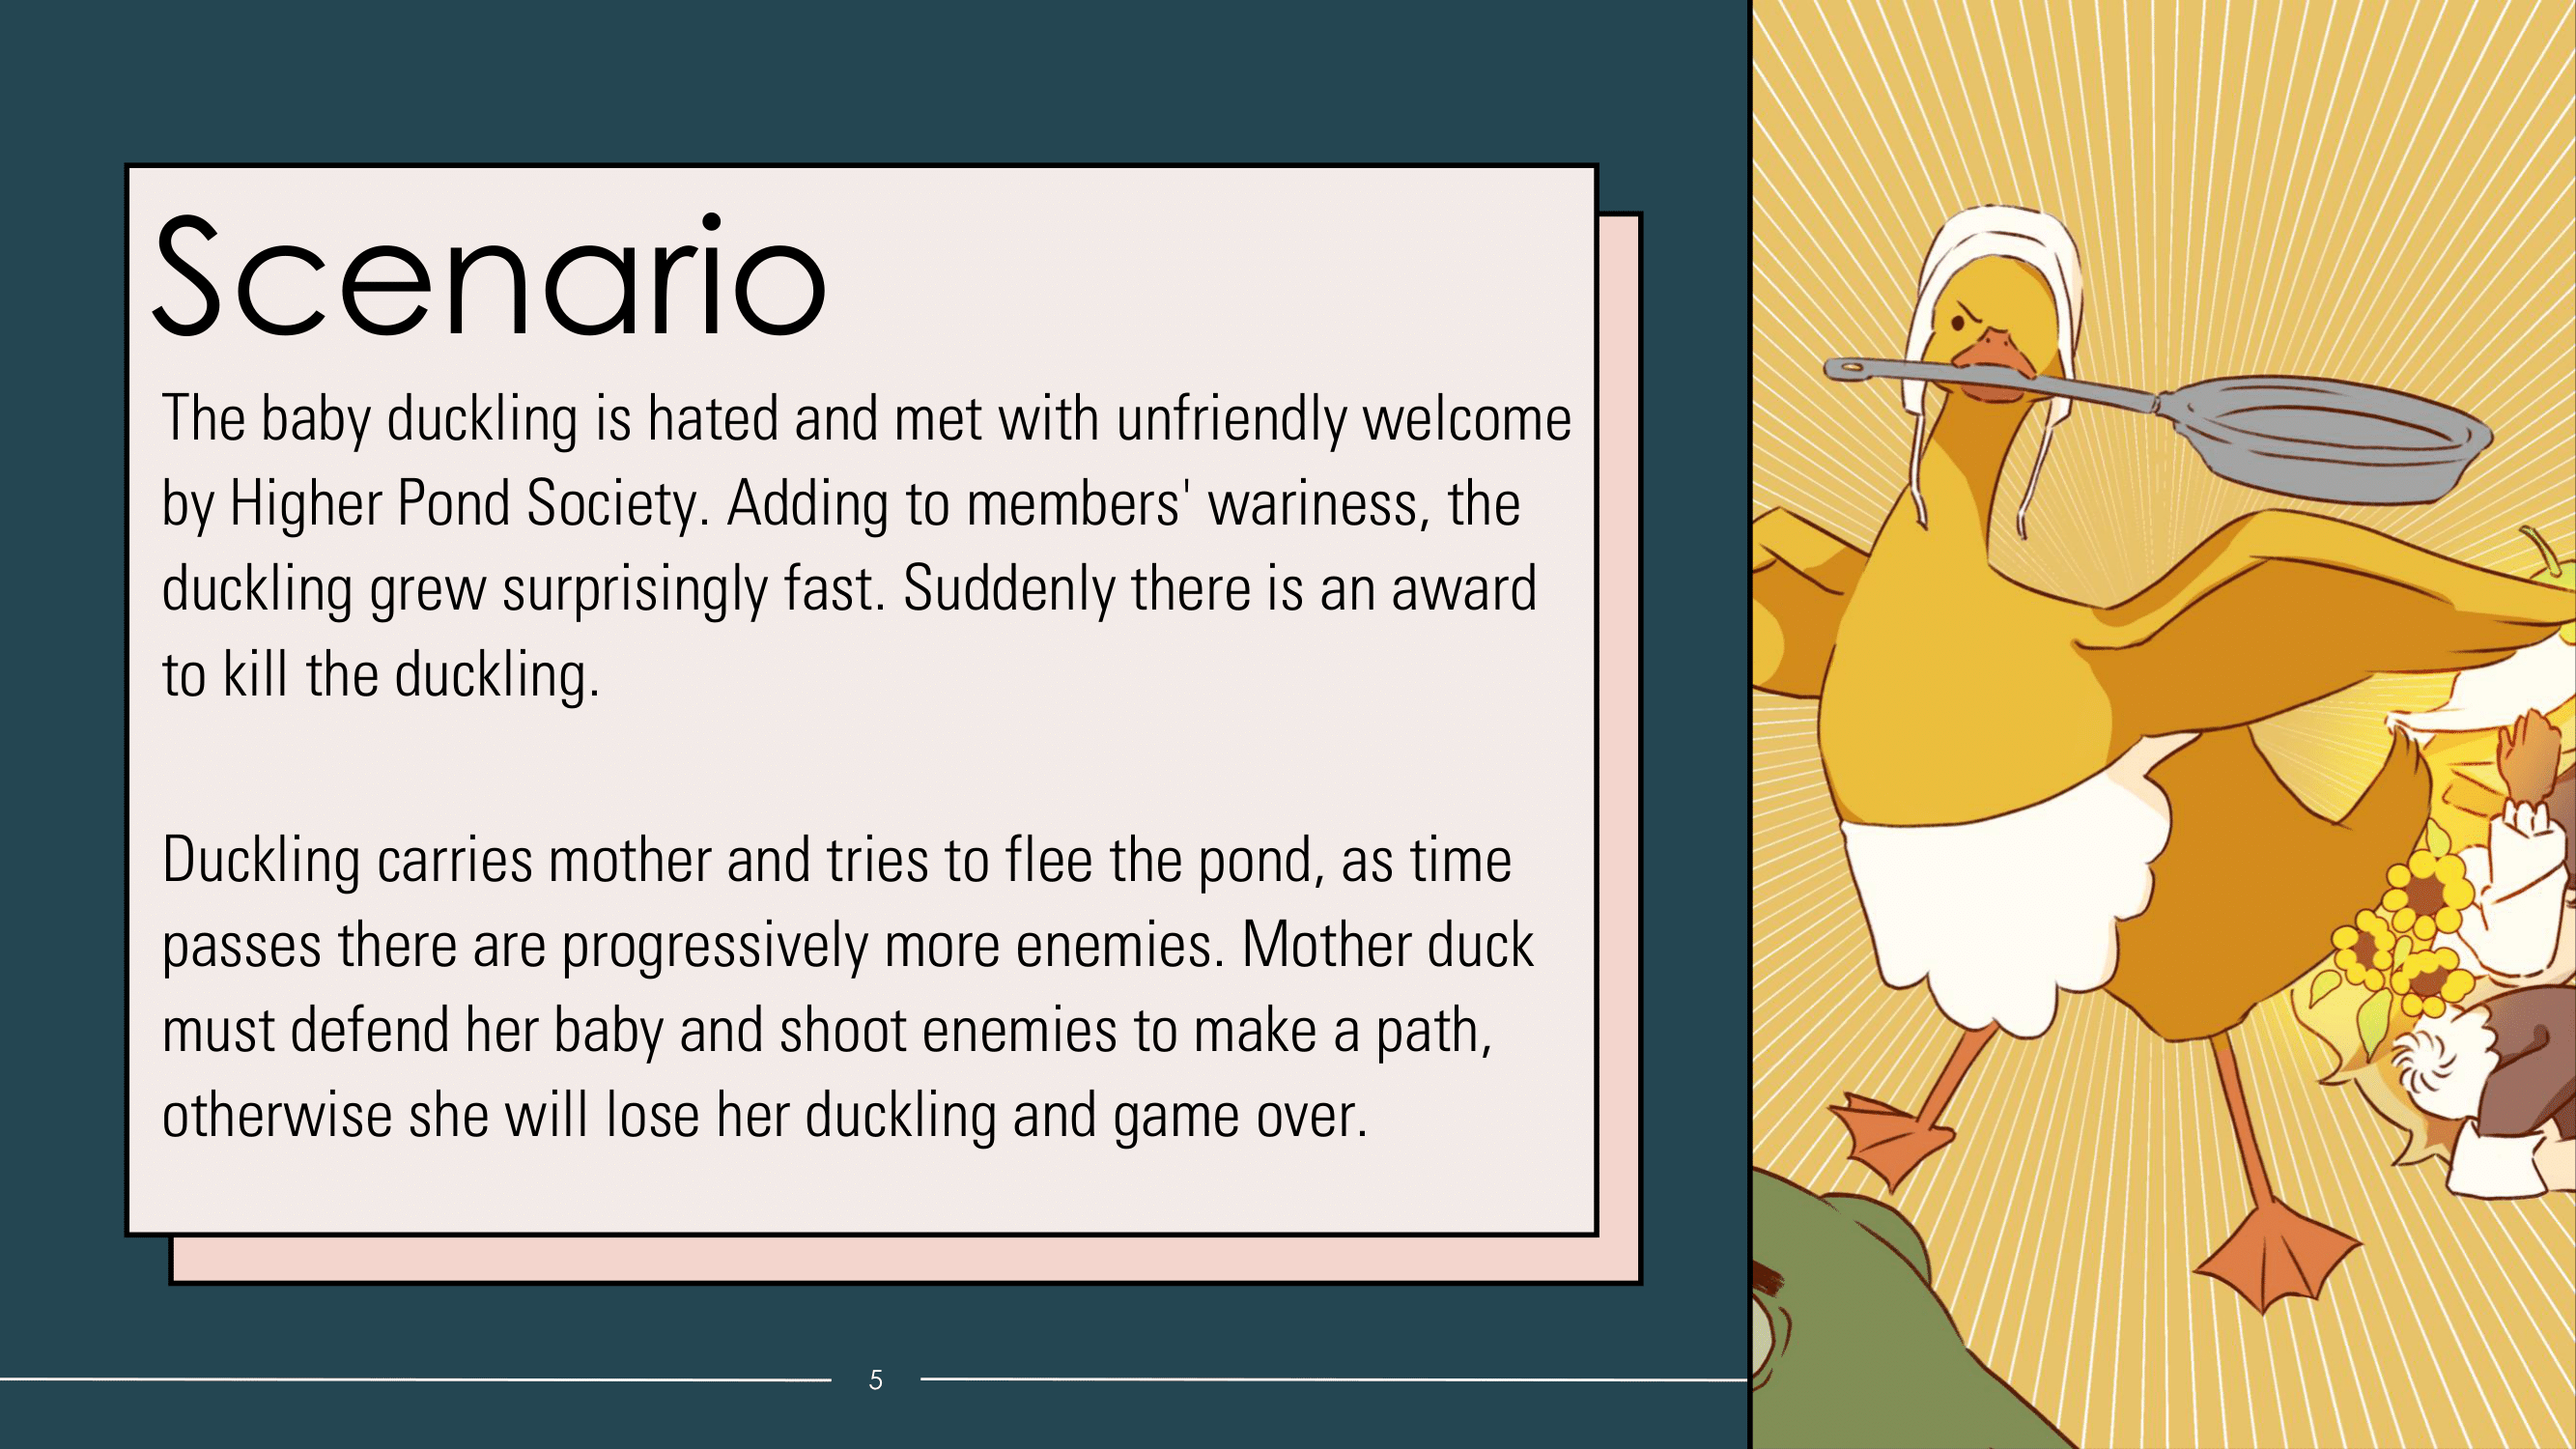 Scenario
The baby duckling is hated and met with unfriendly welcome
by Higher Pond Society. Adding to members' wariness, the
duckling grew surprisingly fast. Suddenly there is an award
to kill the duckling.
Duckling carries mother and tries to flee the pond, as time
passes there are progressively more enemies. Mother duck
must defend her baby and shoot enemies to make a path,
otherwise she will lose her duckling and game over.
5